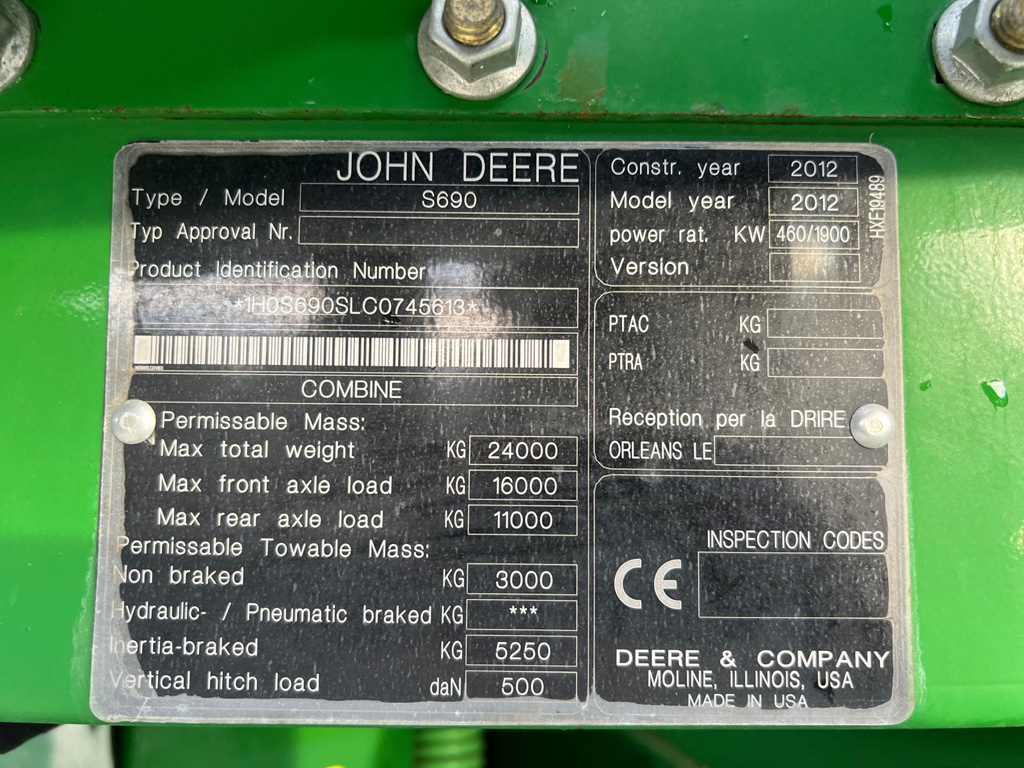 JOHN DEERE
Type / Model S690
Typ Approval Nr.
Product Identification Number
*1H0S690SLC0745613*
COMBINE
Permissable Mass:
Max total weight KG 24000
Max front axle load KG 16000
Max rear axle load KG 11000
Permissable Towable Mass:
Non braked KG 3000
Hydraulic- / Pneumatic braked KG ***
Inertia-braked KG 5250
Vertical hitch load daN 500
Constr. year 2012
Model year 2012
power rat. KW 460/1900
Version
HXE19489
PTAC KG
PTRA KG
Reception per la DRIRE
ORLEANS LE
INSPECTION CODES
CE
DEERE & COMPANY
MOLINE, ILLINOIS, USA
MADE IN USA